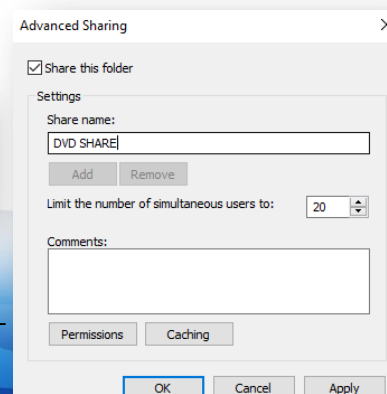 Advanced Sharing
Share this folder
Settings
Share name:
DVD SHARE
Add Remove
Limit the number of simultaneous users to: 20
Comments:
Permissions Caching
OK Cancel Apply